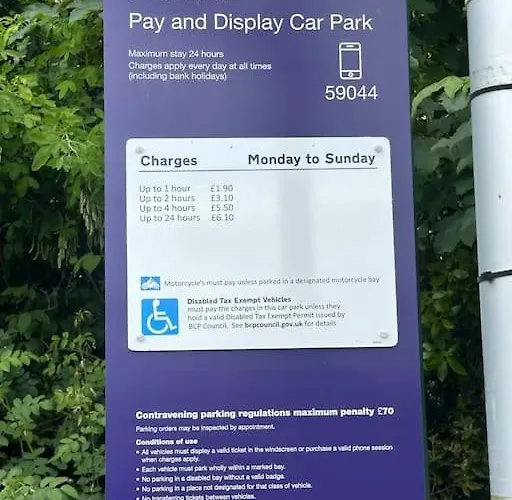 Pay and Display Car Park
Maximum stay 24 hours
Charges apply every day at all times
(including bank holidays)
59044
Charges Monday to Sunday
Up to 1 hour £1.90
Up to 2 hours £3.10
Up to 4 hours £5.50
Up to 24 hours £6.10
Motorcycle's must pay unless parked in a designated motorcycle bay
Disabled Tax Exempt Vehicles
must pay the charges in this car park unless they
hold a valid Disabled Tax Exempt Permit issued by
BCP Council. See bcpcouncil.gov.uk for details
Contravening parking regulations maximum penalty £70
Parking orders may be inspected by appointment.
Conditions of use
• All vehicles must display a valid ticket in the windscreen or purchase a valid phone session
when charges apply.
• Each vehicle must park wholly within a marked bay.
• No parking in a disabled bay without a valid badge.
• No parking in a place not designated for that class of vehicle.
• No transferring tickets between vehicles.